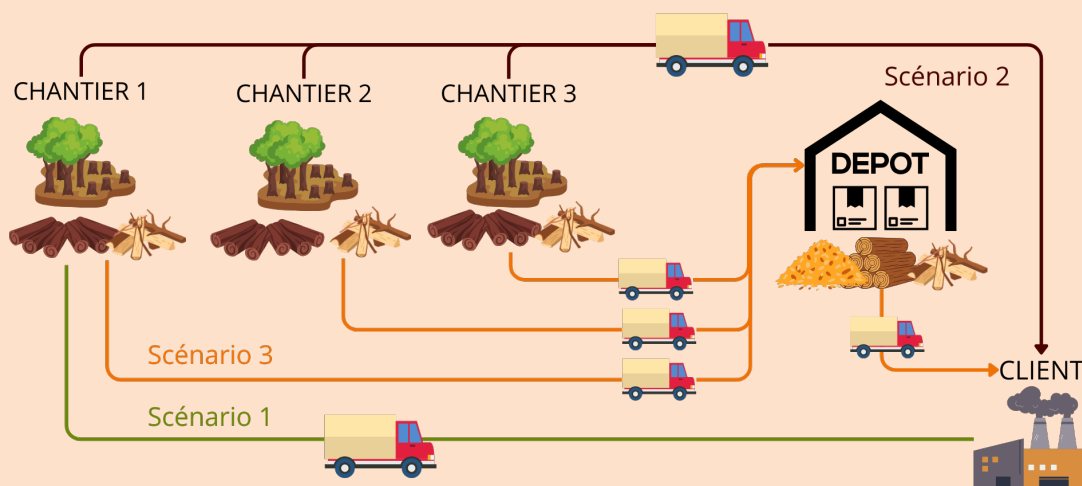 Scénario 2
CHANTIER 1
CHANTIER 2
CHANTIER 3
DEPOT
Scénario 3
CLIENT
Scénario 1